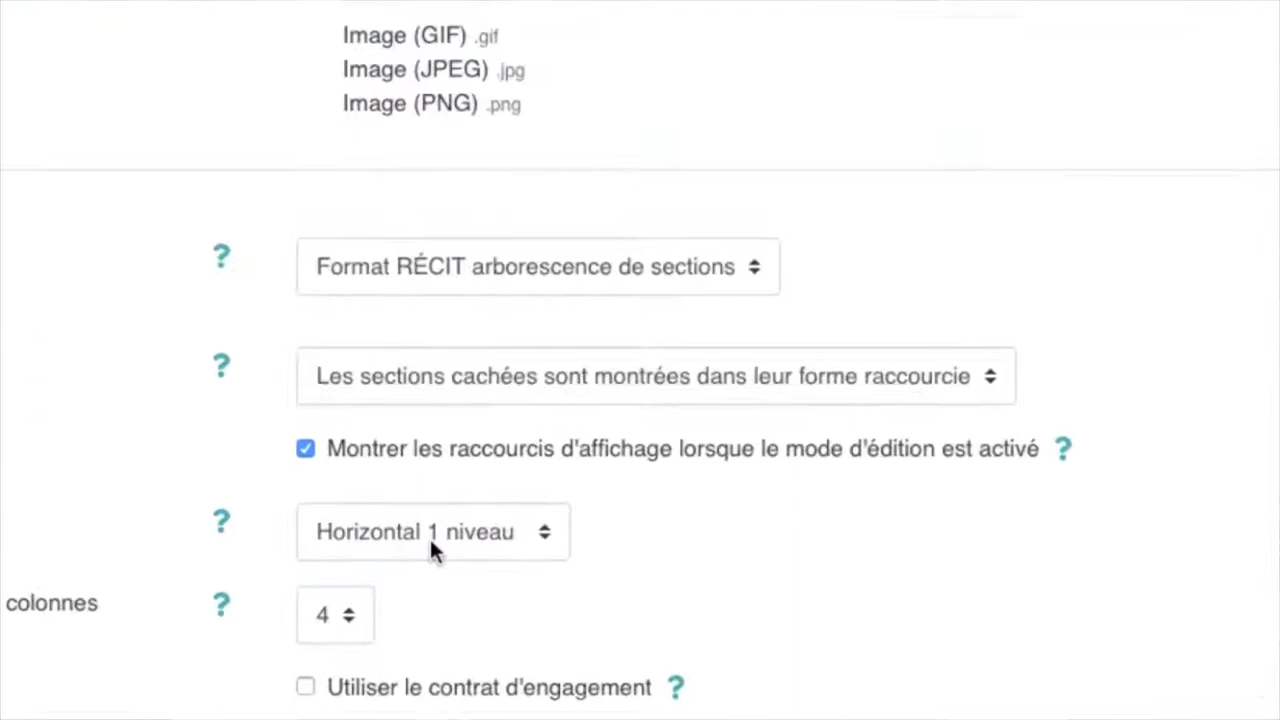 Image (GIF) .gif
Image (JPEG) .jpg
Image (PNG) .png
? Format RÉCIT arborescence de sections
? Les sections cachées sont montrées dans leur forme raccourcie
Montrer les raccourcis d'affichage lorsque le mode d'édition est activé ?
? Horizontal 1 niveau
colonnes ? 4
Utiliser le contrat d'engagement ?